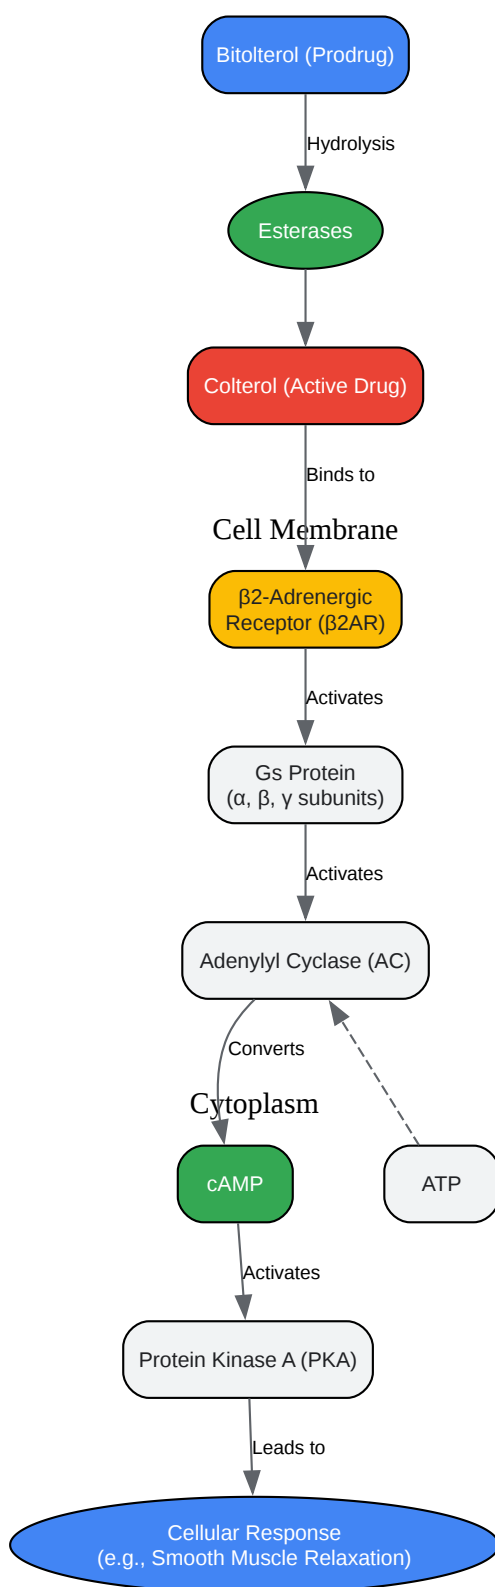 Bitolterol (Prodrug)
Hydrolysis
Esterases
Colterol (Active Drug)
Binds to
Cell Membrane
β2-Adrenergic
Receptor (β2AR)
Activates
Gs Protein
(α, β, γ subunits)
Activates
Adenylyl Cyclase (AC)
Converts
Cytoplasm
cAMP
ATP
Activates
Protein Kinase A (PKA)
Leads to
Cellular Response
(e.g., Smooth Muscle Relaxation)